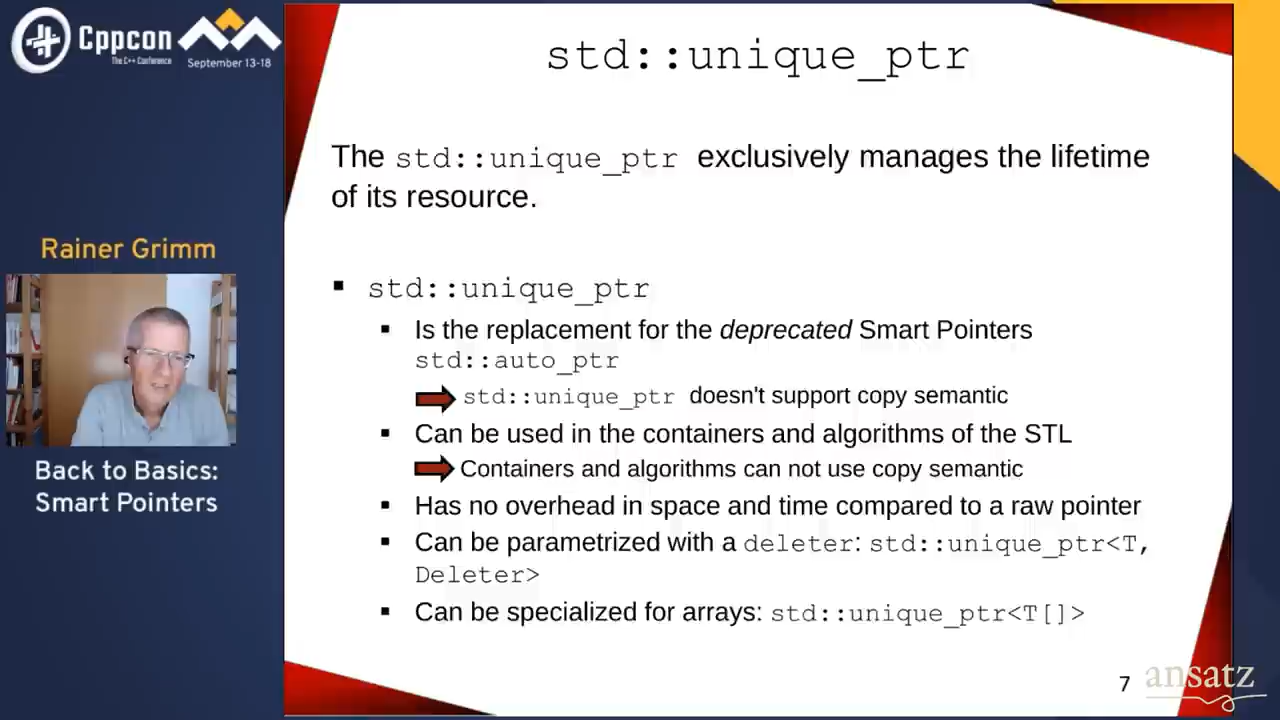 Cppcon
The C++ Conference
September 13-18
Rainer Grimm
Back to Basics:
Smart Pointers
std::unique_ptr
The std::unique_ptr exclusively manages the lifetime
of its resource.
▪ std::unique_ptr
▪ Is the replacement for the deprecated Smart Pointers
std::auto_ptr
std::unique_ptr doesn't support copy semantic
▪ Can be used in the containers and algorithms of the STL
Containers and algorithms can not use copy semantic
▪ Has no overhead in space and time compared to a raw pointer
▪ Can be parametrized with a deleter: std::unique_ptr<T,
Deleter>
▪ Can be specialized for arrays: std::unique_ptr<T[]>
7
ansatz